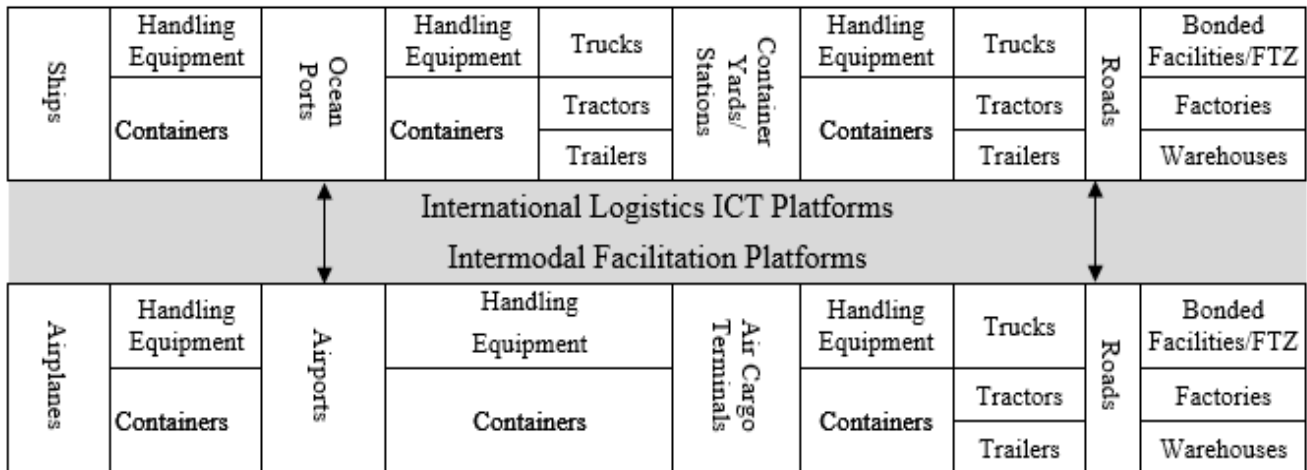 Ships
Handling
Equipment
Containers
Ocean
Ports
Handling
Equipment
Containers
Trucks
Tractors
Trailers
Container
Yards/
Stations
Handling
Equipment
Containers
Trucks
Tractors
Trailers
Roads
Bonded
Facilities/FTZ
Factories
Warehouses
International Logistics ICT Platforms
Intermodal Facilitation Platforms
Airplanes
Handling
Equipment
Containers
Airports
Handling
Equipment
Containers
Air Cargo
Terminals
Handling
Equipment
Containers
Trucks
Tractors
Trailers
Roads
Bonded
Facilities/FTZ
Factories
Warehouses